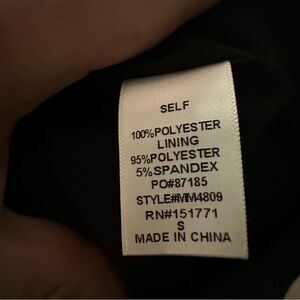 SELF
100%POLYESTER
LINING
95%POLYESTER
5%SPANDEX
PO#87185
STYLE#MM4809
RN#151771
S
MADE IN CHINA